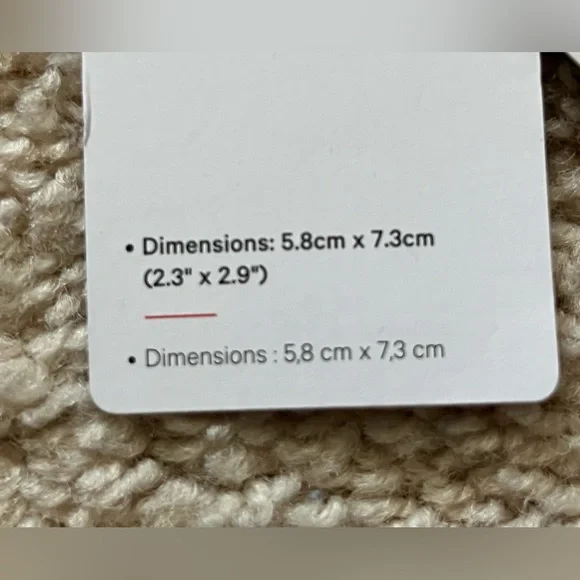 • Dimensions: 5.8cm x 7.3cm
(2.3" x 2.9")
• Dimensions : 5,8 cm x 7,3 cm